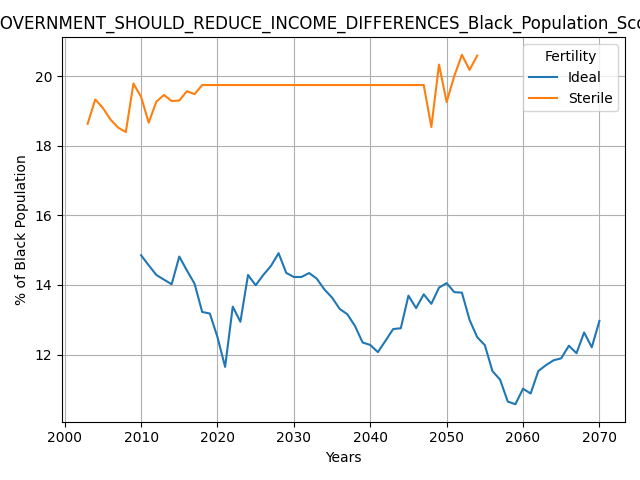 OVERNMENT_SHOULD_REDUCE_INCOME_DIFFERENCES_Black_Population_Sco
Fertility
Ideal
Sterile
% of Black Population
20
18
16
14
12
2000 2010 2020 2030 2040 2050 2060 2070
Years